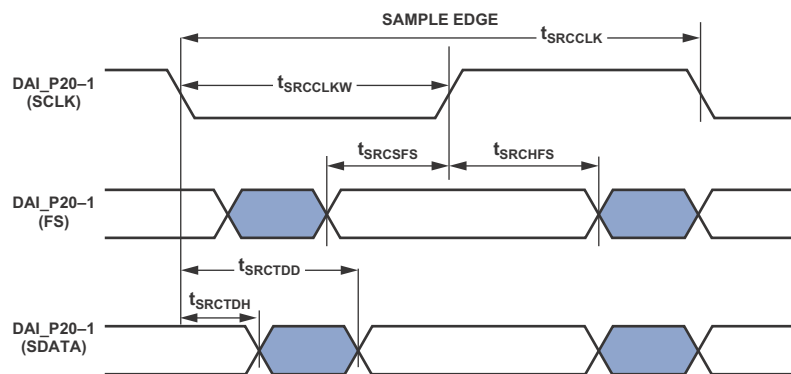 SAMPLE EDGE
tSRCCLK
DAI_P20–1
(SCLK)
tSRCCLKW
tSRCSFS
tSRCHFS
DAI_P20–1
(FS)
tSRCTDD
tSRCTDH
DAI_P20–1
(SDATA)